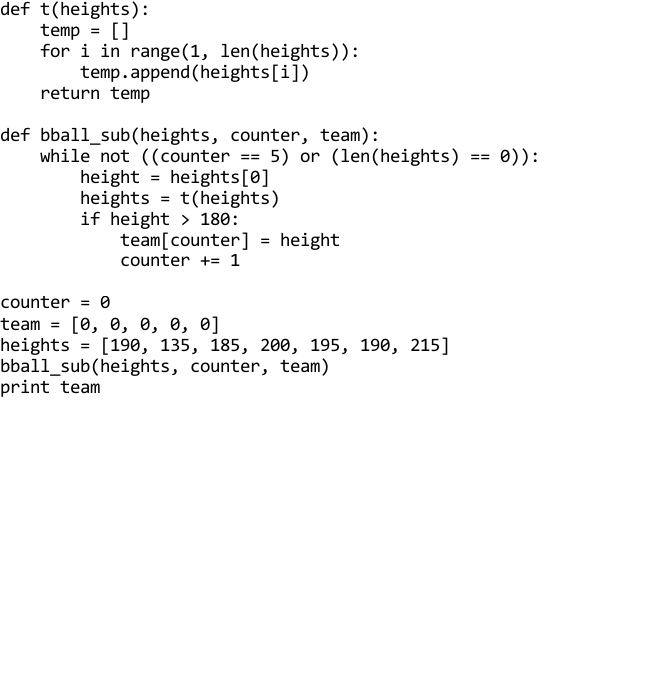 def t(heights):
    temp = []
    for i in range(1, len(heights)):
        temp.append(heights[i])
    return temp

def bball_sub(heights, counter, team):
    while not ((counter == 5) or (len(heights) == 0)):
        height = heights[0]
        heights = t(heights)
        if height > 180:
            team[counter] = height
            counter += 1

counter = 0
team = [0, 0, 0, 0, 0]
heights = [190, 135, 185, 200, 195, 190, 215]
bball_sub(heights, counter, team)
print team